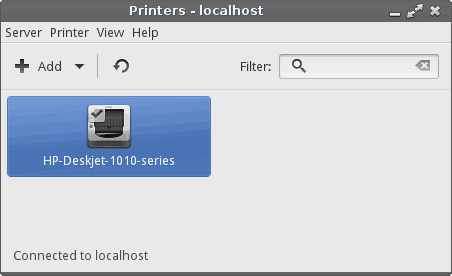 Printers - localhost
Server Printer View Help
Add Filter:
HP-Deskjet-1010-series
Connected to localhost